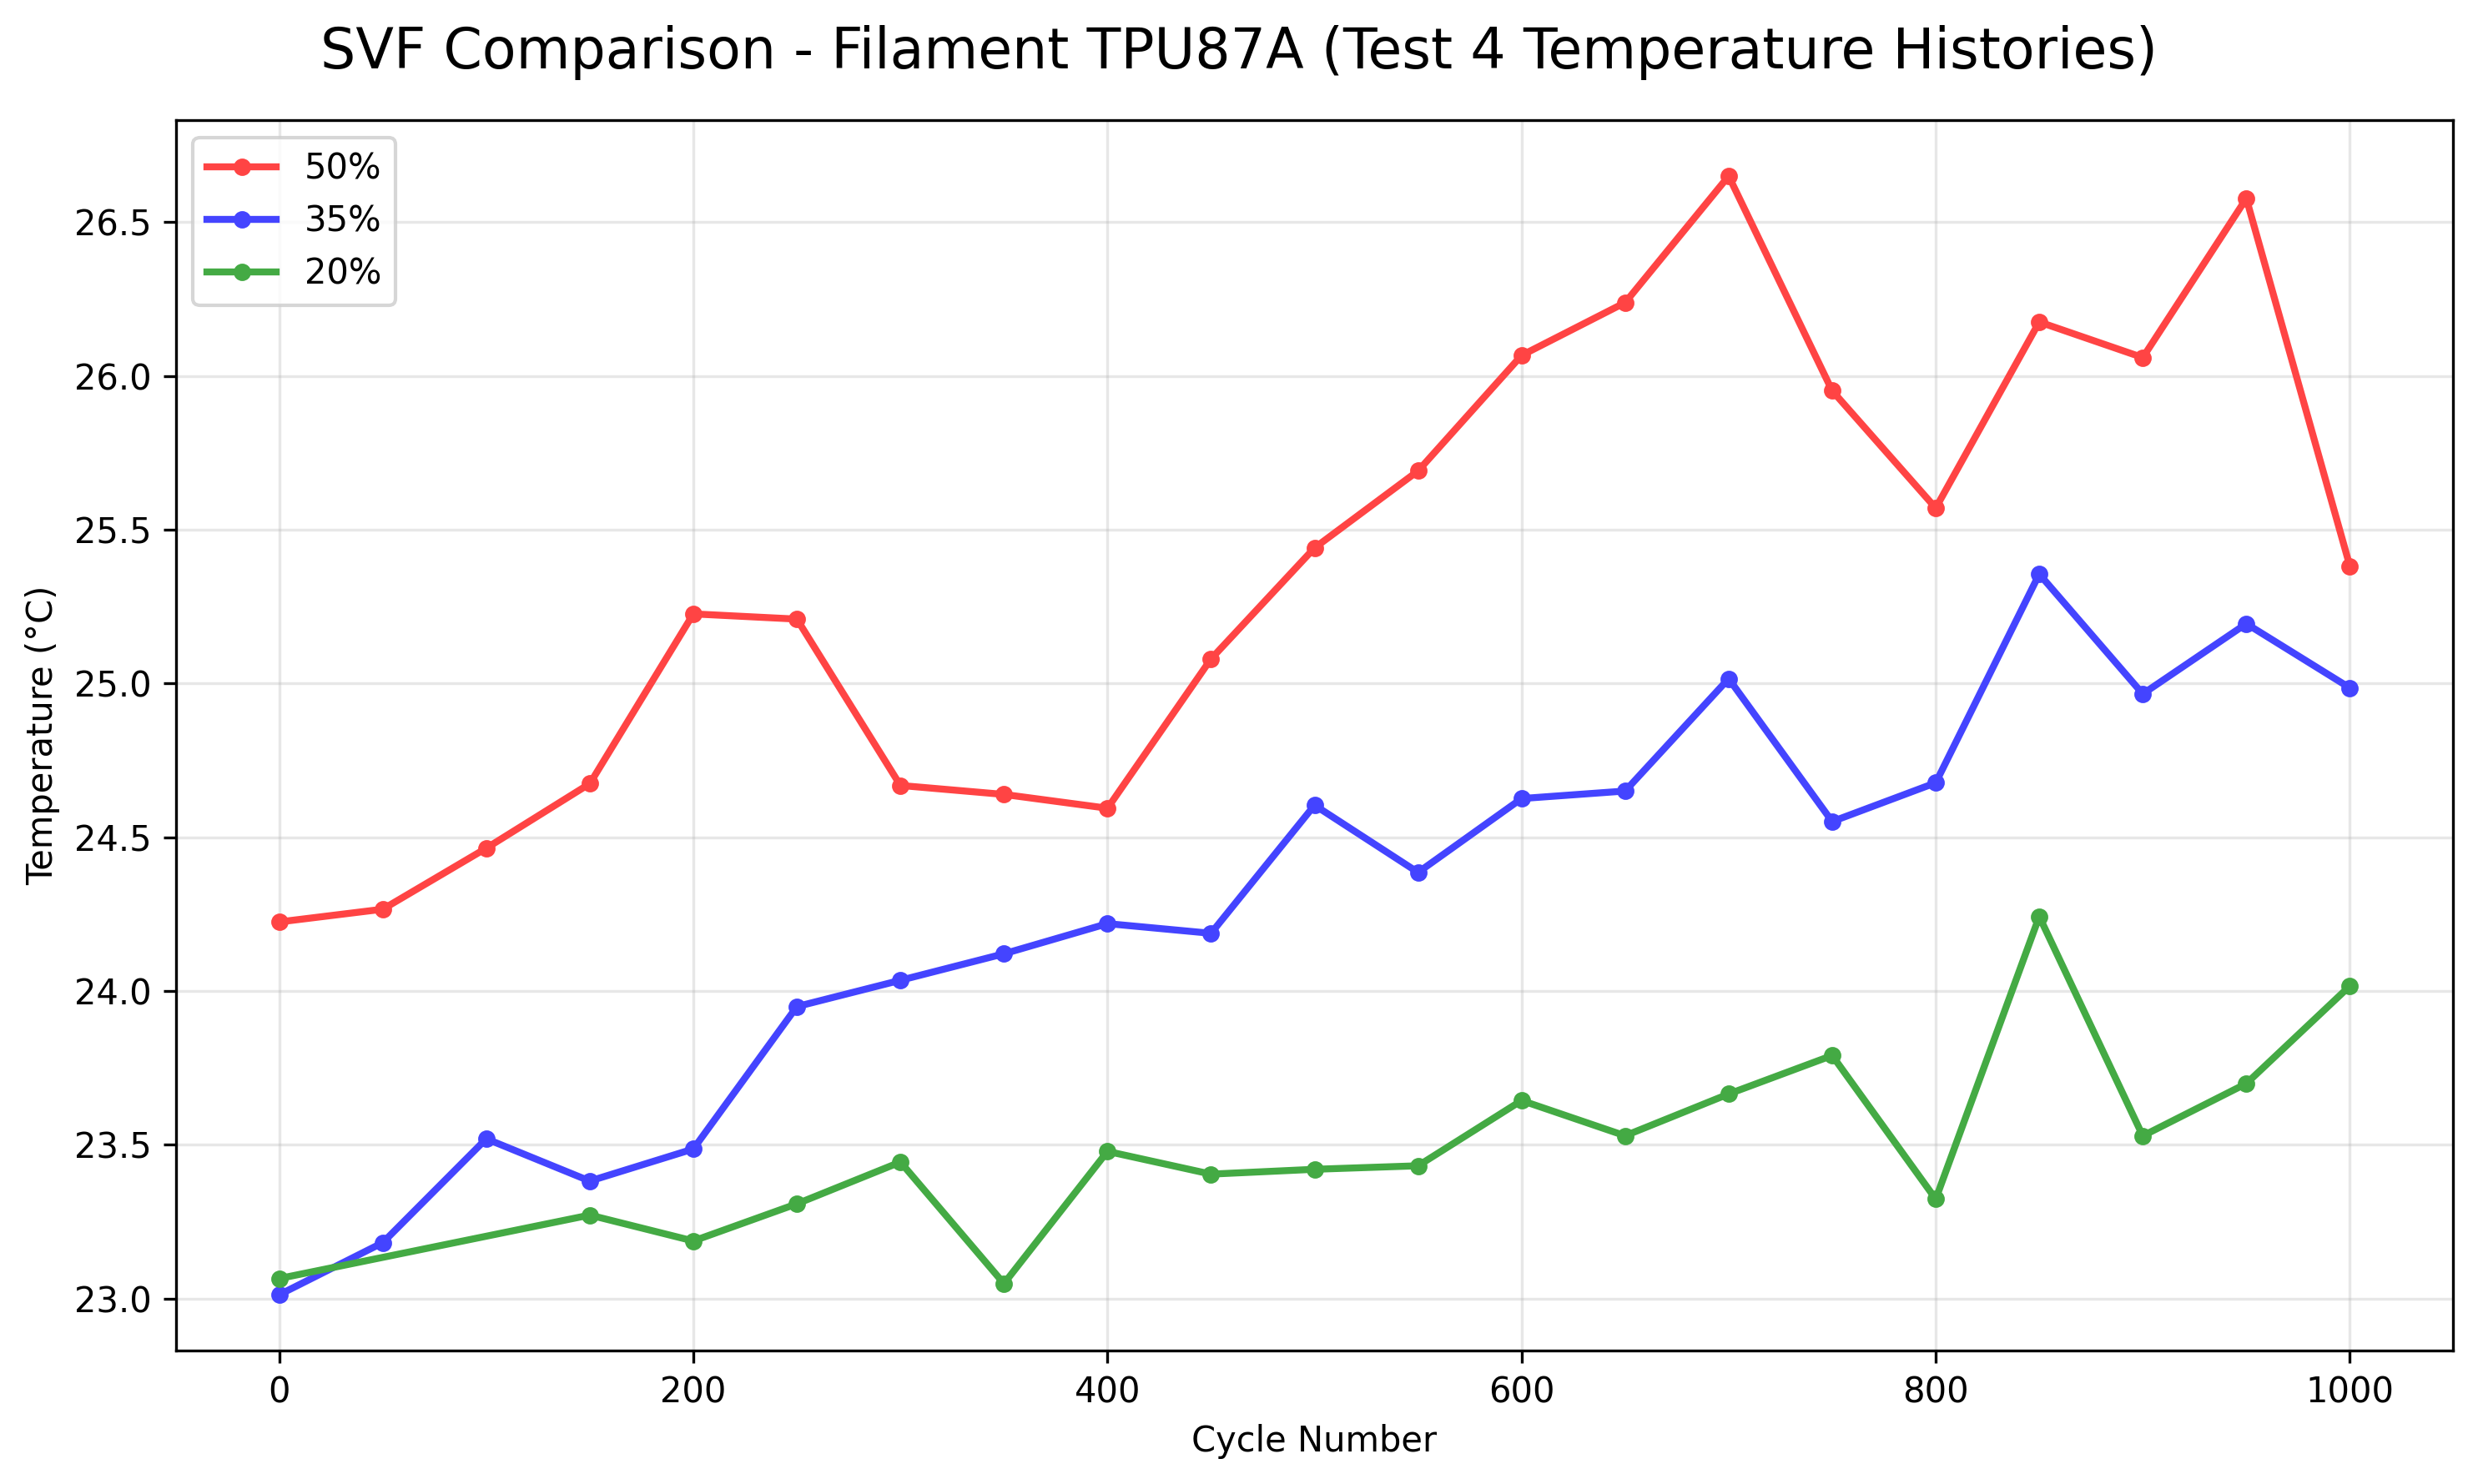 SVF Comparison - Filament TPU87A (Test 4 Temperature Histories)
50%
35%
20%
Temperature (°C)
26.5
26.0
25.5
25.0
24.5
24.0
23.5
23.0
0 200 400 600 800 1000
Cycle Number